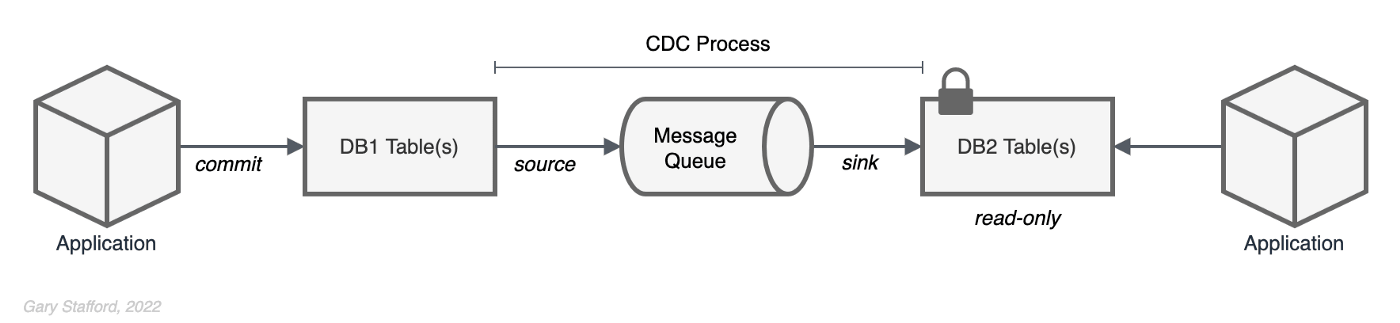 CDC Process
Application
commit
DB1 Table(s)
source
Message
Queue
sink
DB2 Table(s)
read-only
Application
Gary Stafford, 2022